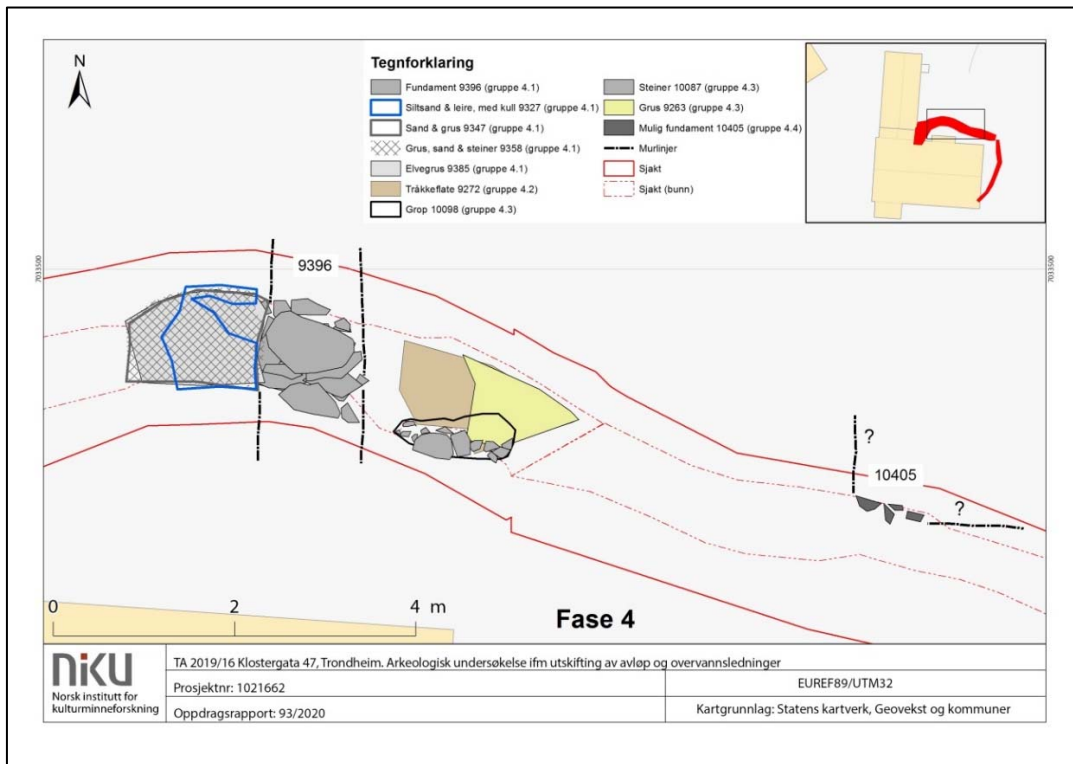 N
Tegnforklaring
Fundament 9396 (gruppe 4.1)
Siltsand & leire, med kull 9327 (gruppe 4.1)
Sand & grus 9347 (gruppe 4.1)
Grus, sand & steiner 9358 (gruppe 4.1)
Elvegrus 9385 (gruppe 4.1)
Tråkkeflate 9272 (gruppe 4.2)
Grop 10098 (gruppe 4.3)
Steiner 10087 (gruppe 4.3)
Grus 9263 (gruppe 4.3)
Mulig fundament 10405 (gruppe 4.4)
Murlinjer
Sjakt
Sjakt (bunn)
7033500
7033500
9396
?
10405
?
0 2 4 m
Fase 4
NIKU
Norsk institutt for
kulturminneforskning
TA 2019/16 Klostergata 47, Trondheim. Arkeologisk undersøkelse ifm utskifting av avløp og overvannsledninger
Prosjektnr: 1021662
EUREF89/UTM32
Oppdragsrapport: 93/2020
Kartgrunnlag: Statens kartverk, Geovekst og kommuner